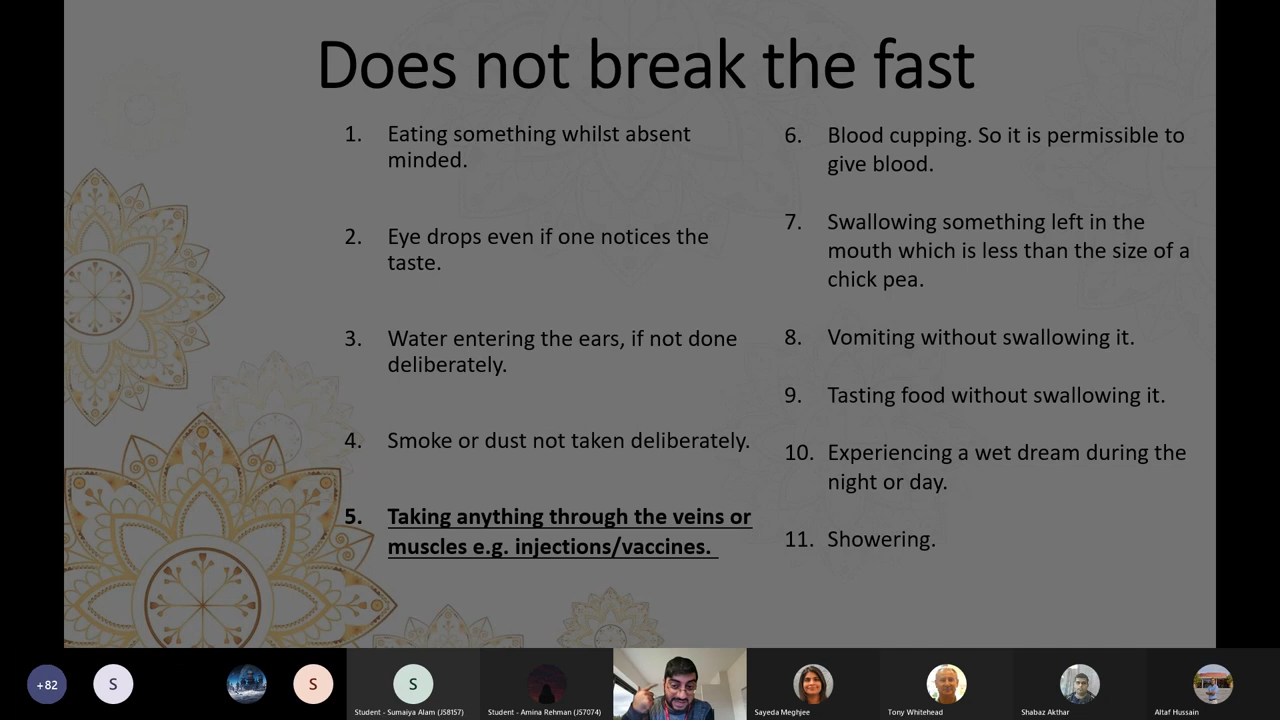 Does not break the fast
1. Eating something whilst absent
minded.
2. Eye drops even if one notices the
taste.
3. Water entering the ears, if not done
deliberately.
4. Smoke or dust not taken deliberately.
5. Taking anything through the veins or
muscles e.g. injections/vaccines.
6. Blood cupping. So it is permissible to
give blood.
7. Swallowing something left in the
mouth which is less than the size of a
chick pea.
8. Vomiting without swallowing it.
9. Tasting food without swallowing it.
10. Experiencing a wet dream during the
night or day.
11. Showering.
+82
S
S
S
Student - Sumaiya Alam (JS8157)
Student - Amina Rehman (JS7074)
Sayeda Meghjee
Tony Whitehead
Shabaz Akthar
Altaf Hussain